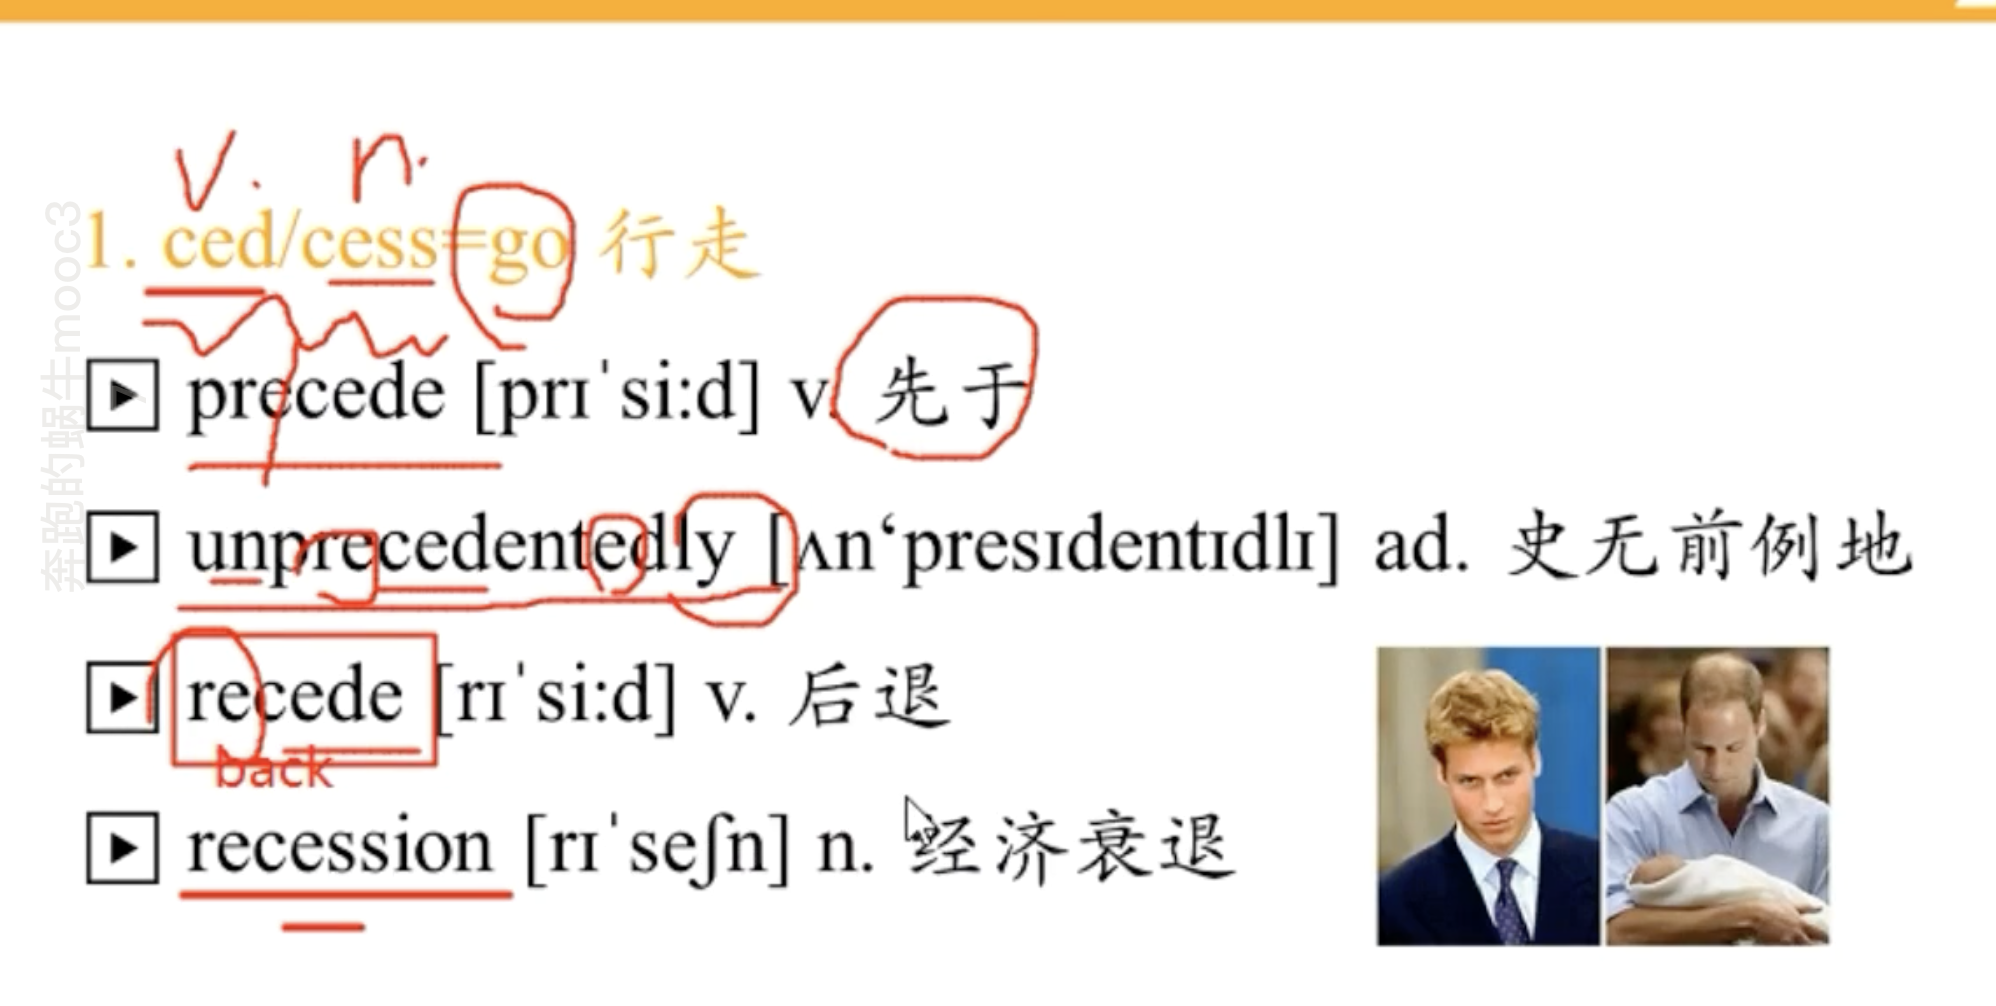 v. n.
1. ced/cess=go 行走
precede [prɪˈsi:d] v. 先于
unprecedentedly [ʌn‘presɪdentɪdlɪ] ad. 史无前例地
recede [rɪˈsi:d] v. 后退
back
recession [rɪˈseʃn] n. 经济衰退
奔跑的蜗牛mooc3